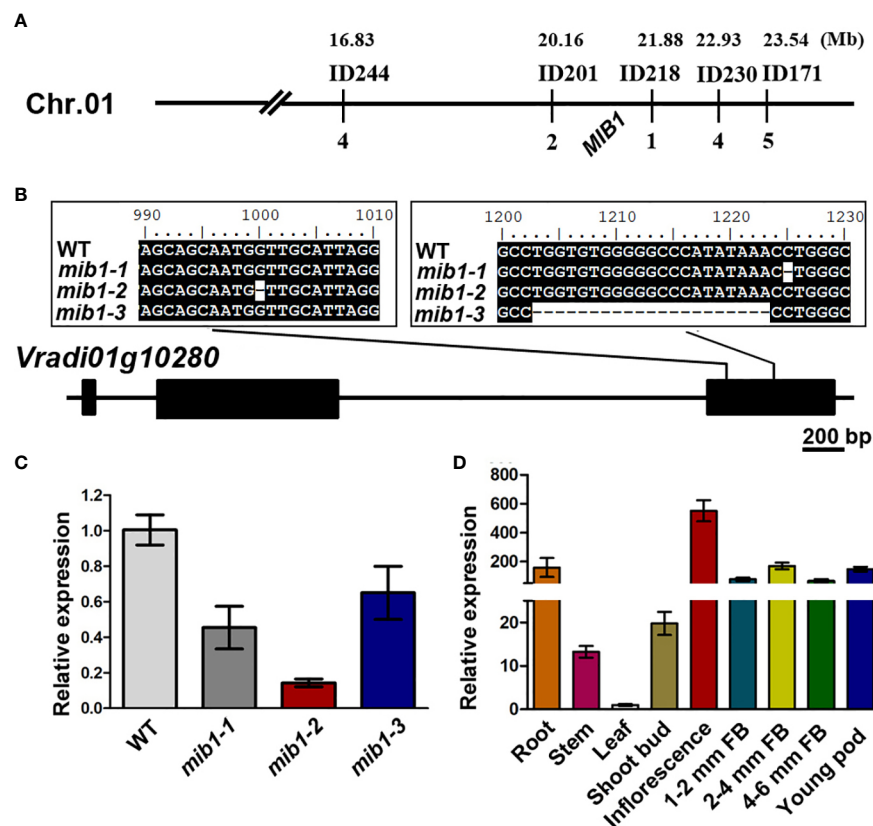 A
16.83 20.16 21.88 22.93 23.54 (Mb)
ID244 ID201 ID218 ID230 ID171
Chr.01
4 2 MIB1 1 4 5
B
990 1000 1010
WT AGCAGCAATGGTTGCATTAGG
mib1-1 AGCAGCAATGGTTGCATTAGG
mib1-2 AGCAGCAATG-TTGCATTAGG
mib1-3 AGCAGCAATGGTTGCATTAGG
1200 1210 1220 1230
WT GCCTGGTGTGGGGGCCCATATAAACCTGGGC
mib1-1 GCCTGGTGTGGGGGCCCATATAAAC-TGGGC
mib1-2 GCCTGGTGTGGGGGCCCATATAAACCTGGGC
mib1-3 GCC---------------------CCTGGGC
Vradi01g10280
200 bp
C
Relative expression
1.2
1.0
0.8
0.6
0.4
0.2
0.0
WT mib1-1 mib1-2 mib1-3
D
Relative expression
800
600
400
200
20
10
0
Root Stem Leaf Shoot bud Inflorescence 1-2 mm FB 2-4 mm FB 4-6 mm FB Young pod